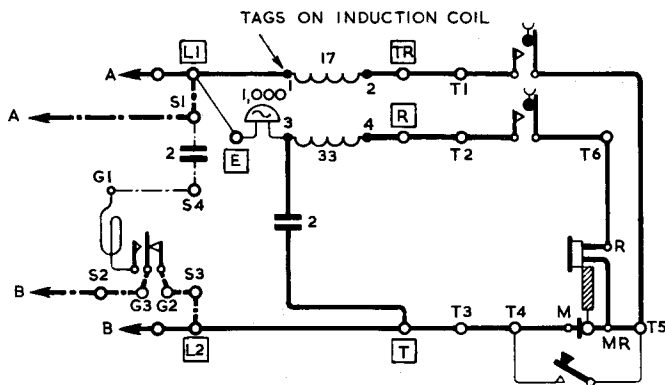 TAGS ON INDUCTION COIL
L1
17
TR
A
1
2
T1
1,000
S1
A
3
4
R
2
E
33
T2
T6
G1
S4
2
R
S2
S3
B
G3
G2
T3
T4
M
T5
B
L2
T
MR